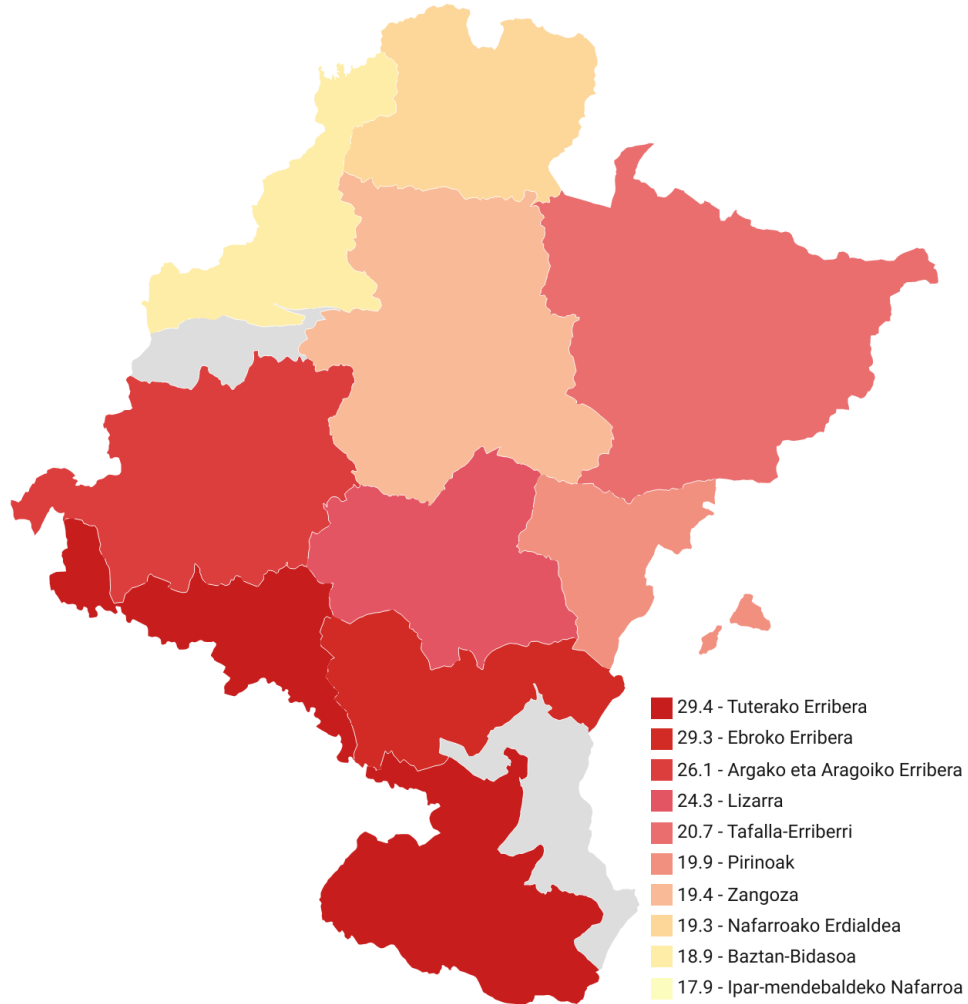 29.4 - Tuterako Erribera
29.3 - Ebroko Erribera
26.1 - Argako eta Aragoiko Erribera
24.3 - Lizarra
20.7 - Tafalla-Erriberri
19.9 - Pirinoak
19.4 - Zangoza
19.3 - Nafarroako Erdialdea
18.9 - Baztan-Bidasoa
17.9 - Ipar-mendebaldeko Nafarroa